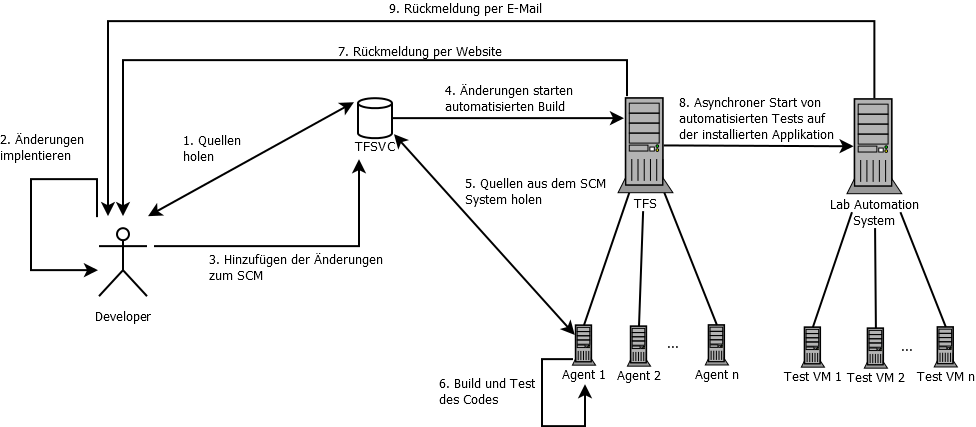 9. Rückmeldung per E-Mail
7. Rückmeldung per Website
4. Änderungen starten
automatisierten Build
8. Asynchroner Start von
automatisierten Tests auf
der installierten Applikation
2. Änderungen
implentieren
1. Quellen
holen
TFSVC
5. Quellen aus dem SCM
System holen
TFS
Lab Automation
System
3. Hinzufügen der Änderungen
zum SCM
Developer
6. Build und Test
des Codes
Agent 1
Agent 2
...
Agent n
Test VM 1
Test VM 2
...
Test VM n